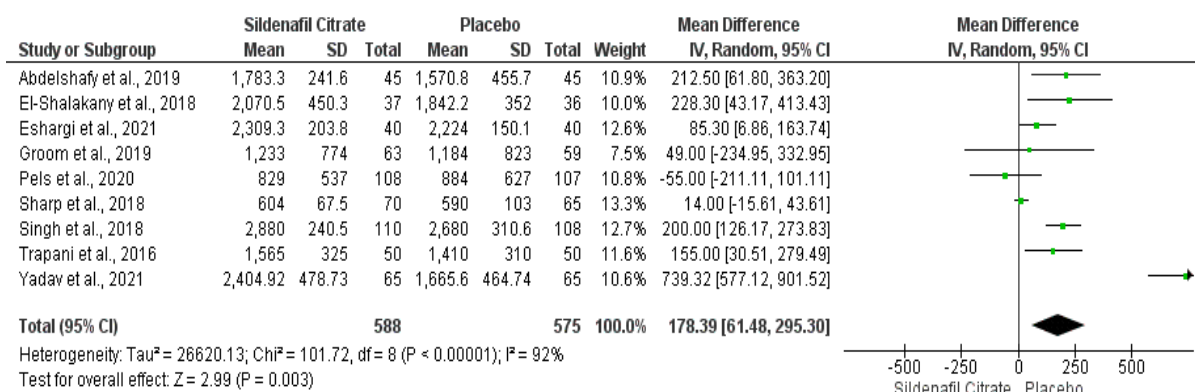 Sildenafil Citrate Placebo Mean Difference Mean Difference
Study or Subgroup Mean SD Total Mean SD Total Weight IV, Random, 95% CI IV, Random, 95% CI
Abdelshafy et al., 2019 1,783.3 241.6 45 1,570.8 455.7 45 10.9% 212.50 [61.80, 363.20]
El-Shalakany et al., 2018 2,070.5 450.3 37 1,842.2 352 36 10.0% 228.30 [43.17, 413.43]
Eshargi et al., 2021 2,309.3 203.8 40 2,224 150.1 40 12.6% 85.30 [6.86, 163.74]
Groom et al., 2019 1,233 774 63 1,184 823 59 7.5% 49.00 [-234.95, 332.95]
Pels et al., 2020 829 537 108 884 627 107 10.8% -55.00 [-211.11, 101.11]
Sharp et al., 2018 604 67.5 70 590 103 65 13.3% 14.00 [-15.61, 43.61]
Singh et al., 2018 2,880 240.5 110 2,680 310.6 108 12.7% 200.00 [126.17, 273.83]
Trapani et al., 2016 1,565 325 50 1,410 310 50 11.6% 155.00 [30.51, 279.49]
Yadav et al., 2021 2,404.92 478.73 65 1,665.6 464.74 65 10.6% 739.32 [577.12, 901.52]
Total (95% CI) 588 575 100.0% 178.39 [61.48, 295.30]
Heterogeneity: Tau² = 26620.13; Chi² = 101.72, df = 8 (P < 0.00001); I² = 92%
Test for overall effect: Z = 2.99 (P = 0.003)
-500 -250 0 250 500
Sildenafil Citrate Placebo